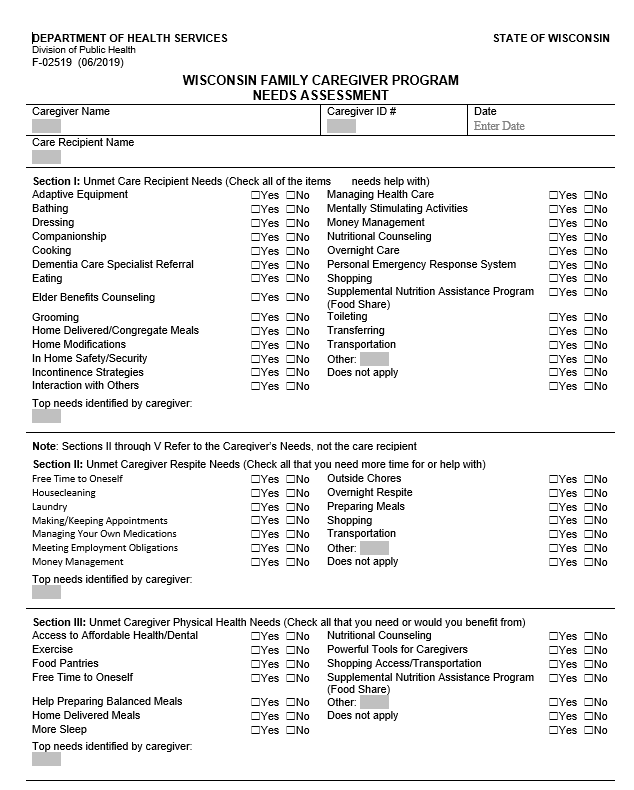 DEPARTMENT OF HEALTH SERVICES STATE OF WISCONSIN
Division of Public Health
F-02519 (06/2019)
WISCONSIN FAMILY CAREGIVER PROGRAM
NEEDS ASSESSMENT
Caregiver Name Caregiver ID # Date
Enter Date
Care Recipient Name
Section I: Unmet Care Recipient Needs (Check all of the items needs help with)
Adaptive Equipment ☐Yes ☐No Managing Health Care ☐Yes ☐No
Bathing ☐Yes ☐No Mentally Stimulating Activities ☐Yes ☐No
Dressing ☐Yes ☐No Money Management ☐Yes ☐No
Companionship ☐Yes ☐No Nutritional Counseling ☐Yes ☐No
Cooking ☐Yes ☐No Overnight Care ☐Yes ☐No
Dementia Care Specialist Referral ☐Yes ☐No Personal Emergency Response System ☐Yes ☐No
Eating ☐Yes ☐No Shopping ☐Yes ☐No
Elder Benefits Counseling ☐Yes ☐No Supplemental Nutrition Assistance Program ☐Yes ☐No
(Food Share)
Grooming ☐Yes ☐No Toileting ☐Yes ☐No
Home Delivered/Congregate Meals ☐Yes ☐No Transferring ☐Yes ☐No
Home Modifications ☐Yes ☐No Transportation ☐Yes ☐No
In Home Safety/Security ☐Yes ☐No Other: ☐Yes ☐No
Incontinence Strategies ☐Yes ☐No Does not apply ☐Yes ☐No
Interaction with Others ☐Yes ☐No ☐Yes ☐No
Top needs identified by caregiver:
Note: Sections II through V Refer to the Caregiver's Needs, not the care recipient
Section II: Unmet Caregiver Respite Needs (Check all that you need more time for or help with)
Free Time to Oneself ☐Yes ☐No Outside Chores ☐Yes ☐No
Housecleaning ☐Yes ☐No Overnight Respite ☐Yes ☐No
Laundry ☐Yes ☐No Preparing Meals ☐Yes ☐No
Making/Keeping Appointments ☐Yes ☐No Shopping ☐Yes ☐No
Managing Your Own Medications ☐Yes ☐No Transportation ☐Yes ☐No
Meeting Employment Obligations ☐Yes ☐No Other: ☐Yes ☐No
Money Management ☐Yes ☐No Does not apply ☐Yes ☐No
Top needs identified by caregiver:
Section III: Unmet Caregiver Physical Health Needs (Check all that you need or would you benefit from)
Access to Affordable Health/Dental ☐Yes ☐No Nutritional Counseling ☐Yes ☐No
Exercise ☐Yes ☐No Powerful Tools for Caregivers ☐Yes ☐No
Food Pantries ☐Yes ☐No Shopping Access/Transportation ☐Yes ☐No
Free Time to Oneself ☐Yes ☐No Supplemental Nutrition Assistance Program ☐Yes ☐No
(Food Share)
Help Preparing Balanced Meals ☐Yes ☐No Other: ☐Yes ☐No
Home Delivered Meals ☐Yes ☐No Does not apply ☐Yes ☐No
More Sleep ☐Yes ☐No ☐Yes ☐No
Top needs identified by caregiver: